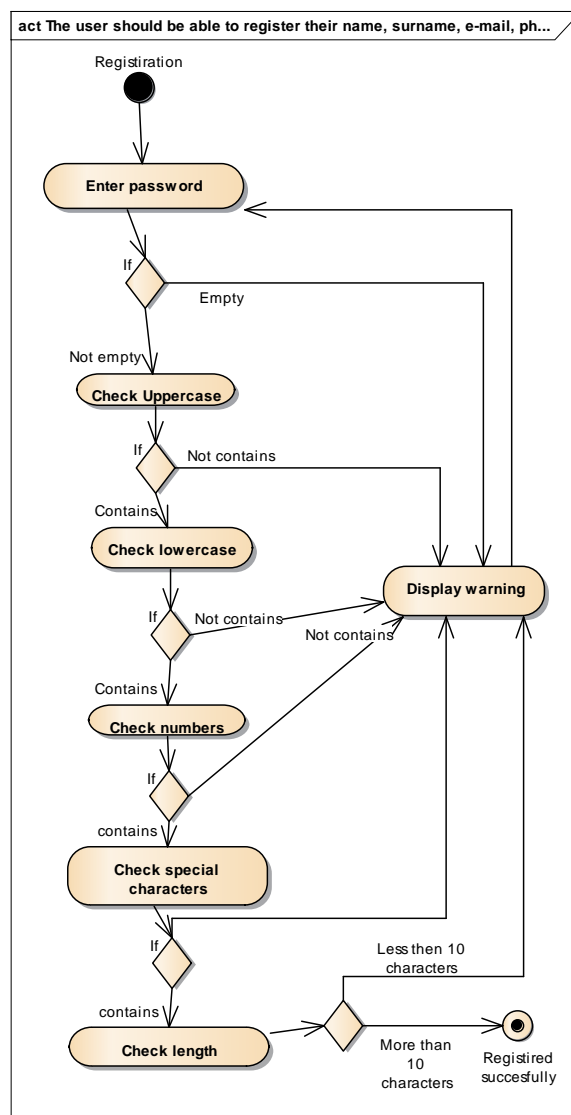 act The user should be able to register their name, surname, e-mail, ph...
Registiration
Enter password
If
Empty
Not empty
Check Uppercase
If
Not contains
Contains
Check lowercase
Display warning
If
Not contains
Not contains
Contains
Check numbers
If
contains
Check special
characters
If
Less then 10
characters
contains
Check length
More than
10
characters
Registired
succesfully